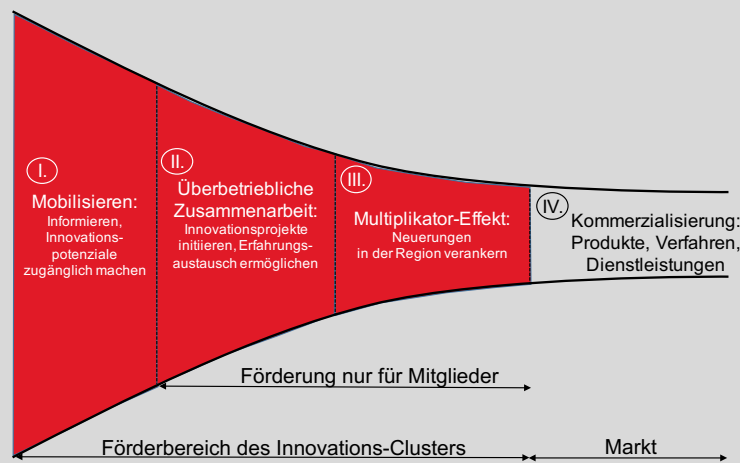 I.
Mobilisieren:
Informieren,
Innovations-
potenziale
zugänglich machen
II.
Überbetriebliche
Zusammenarbeit:
Innovationsprojekte
initiieren, Erfahrungs-
austausch ermöglichen
III.
Multiplikator-Effekt:
Neuerungen
in der Region verankern
IV.
Kommerzialisierung:
Produkte, Verfahren,
Dienstleistungen
Förderung nur für Mitglieder
Förderbereich des Innovations-Clusters
Markt